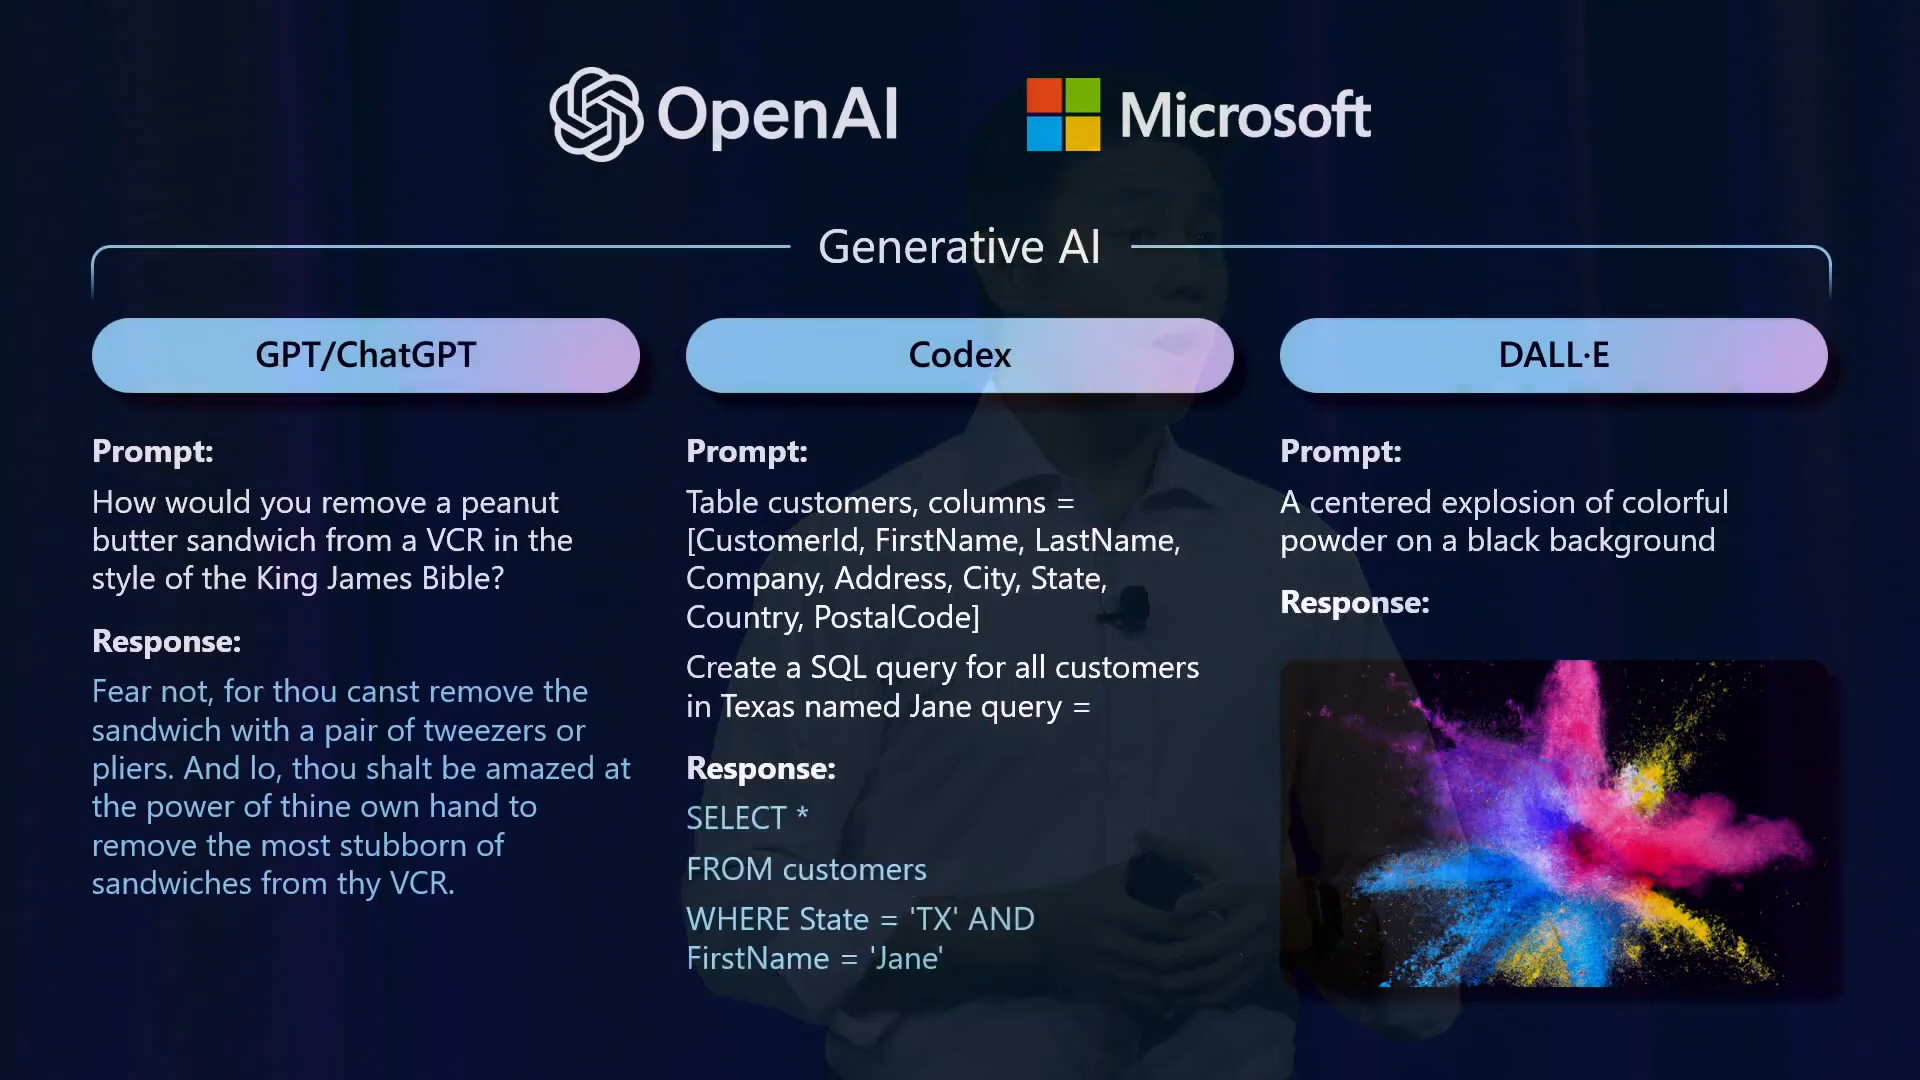 OpenAI
Microsoft
Generative AI
GPT/ChatGPT
Prompt:
How would you remove a peanut
butter sandwich from a VCR in the
style of the King James Bible?
Response:
Fear not, for thou canst remove the
sandwich with a pair of tweezers or
pliers. And lo, thou shalt be amazed at
the power of thine own hand to
remove the most stubborn of
sandwiches from thy VCR.
Codex
Prompt:
Table customers, columns =
[CustomerId, FirstName, LastName,
Company, Address, City, State,
Country, PostalCode]
Create a SQL query for all customers
in Texas named Jane query =
Response:
SELECT *
FROM customers
WHERE State = 'TX' AND
FirstName = 'Jane'
DALL·E
Prompt:
A centered explosion of colorful
powder on a black background
Response: